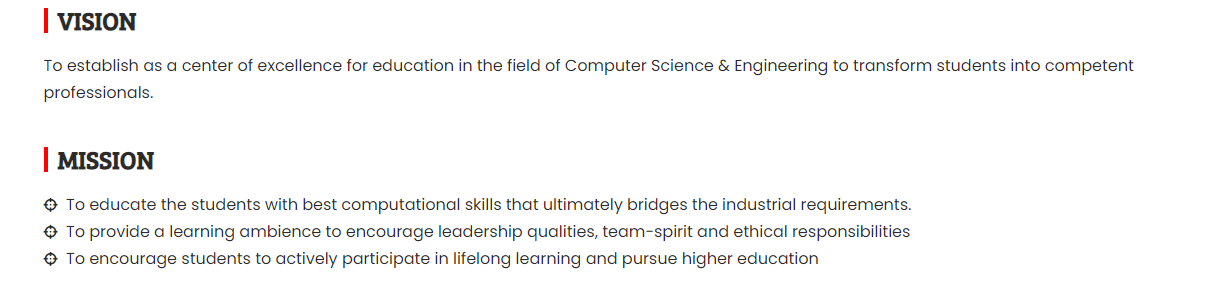 VISION
To establish as a center of excellence for education in the field of Computer Science & Engineering to transform students into competent
professionals.
MISSION
To educate the students with best computational skills that ultimately bridges the industrial requirements.
To provide a learning ambience to encourage leadership qualities, team-spirit and ethical responsibilities
To encourage students to actively participate in lifelong learning and pursue higher education